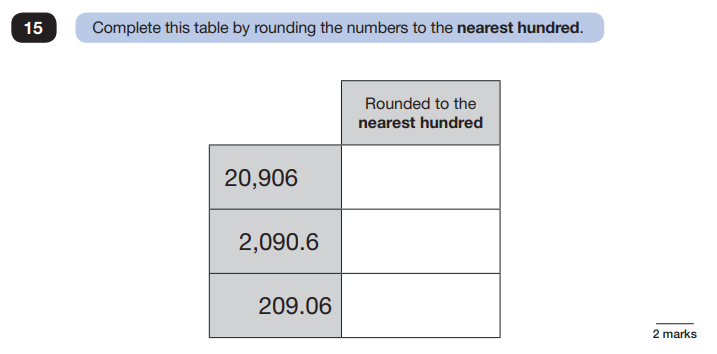 15 Complete this table by rounding the numbers to the nearest hundred.
Rounded to the
nearest hundred
20,906
2,090.6
209.06
2 marks